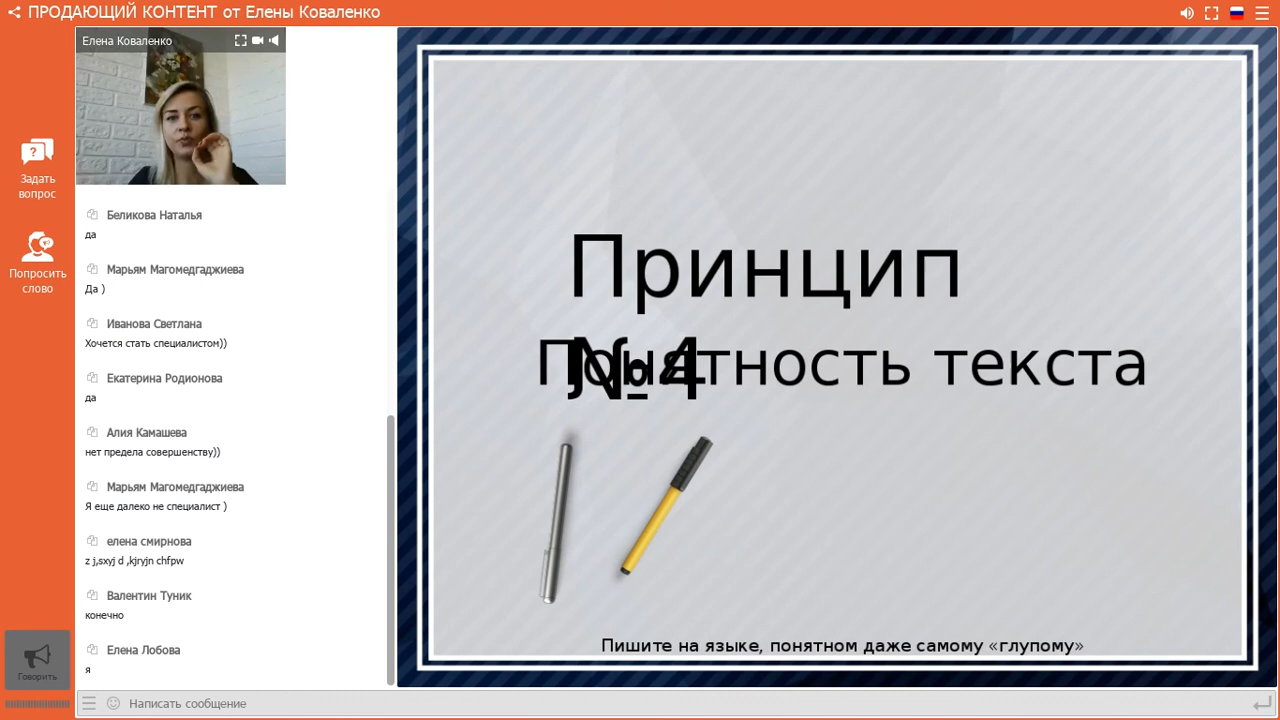 ПРОДАЮЩИЙ КОНТЕНТ от Елены Коваленко
Елена Коваленко
Задать
вопрос
Попросить
слово
Говорить
Беликова Наталья
да
Марьям Магомедгаджиева
Да )
Иванова Светлана
Хочется стать специалистом))
Екатерина Родионова
да
Алия Камашева
нет предела совершенству))
Марьям Магомедгаджиева
Я еще далеко не специалист )
елена смирнова
z j,sxyj d ,kjryjn chfpw
Валентин Туник
конечно
Елена Лобова
я
Написать сообщение
Принцип
№4
Понятность текста
Пишите на языке, понятном даже самому «глупому»